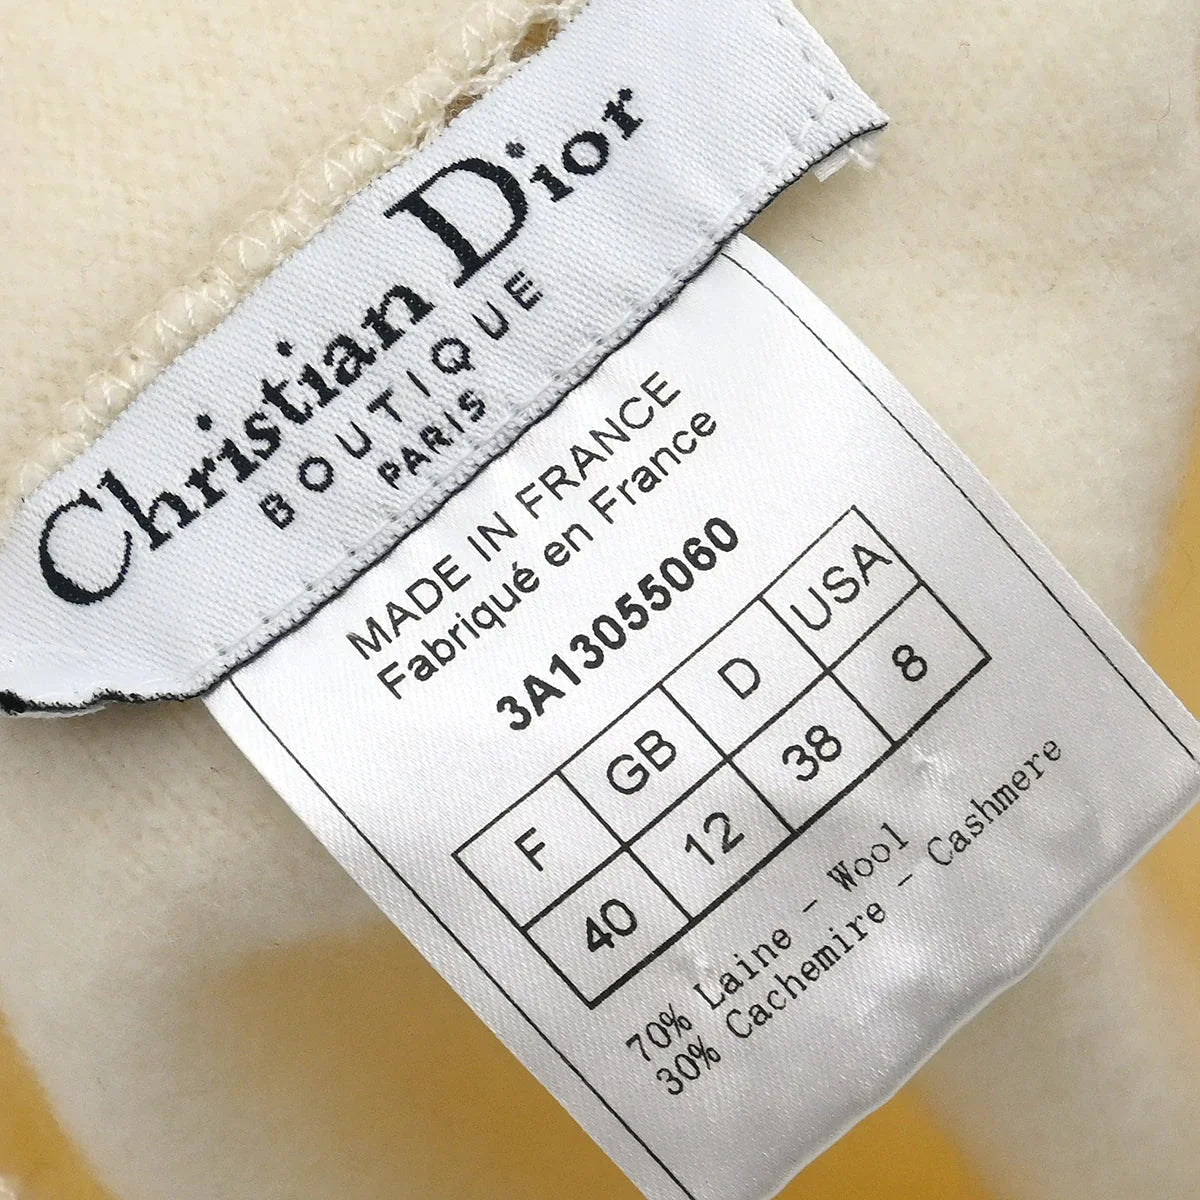 Christian Dior
BOUTIQUE
PARIS
MADE IN FRANCE
Fabriqué en France
3A13055060
F GB D USA
40 12 38 8
70% Laine - Wool
30% Cachemire - Cashmere